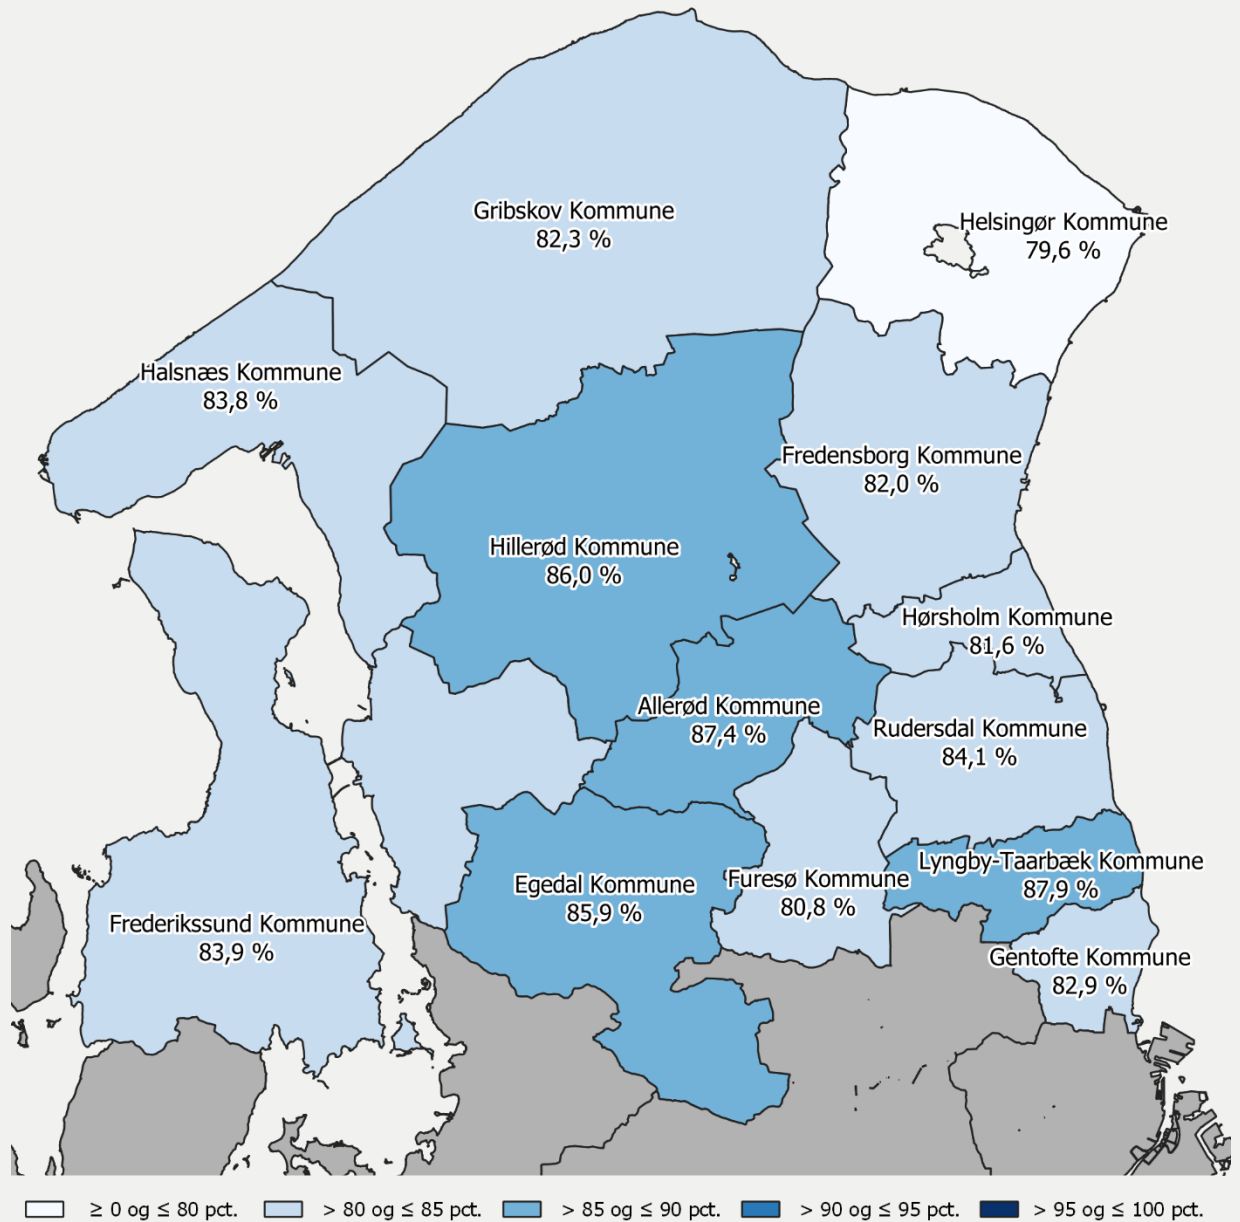 Gribskov Kommune
82,3 %
Helsingør Kommune
79,6 %
Halsnæs Kommune
83,8 %
Fredensborg Kommune
82,0 %
Hillerød Kommune
86,0 %
Hørsholm Kommune
81,6 %
Allerød Kommune
87,4 %
Rudersdal Kommune
84,1 %
Lyngby-Taarbæk Kommune
87,9 %
Egedal Kommune
85,9 %
Furesø Kommune
80,8 %
Frederikssund Kommune
83,9 %
Gentofte Kommune
82,9 %
≥ 0 og ≤ 80 pct. > 80 og ≤ 85 pct. > 85 og ≤ 90 pct. > 90 og ≤ 95 pct. > 95 og ≤ 100 pct.